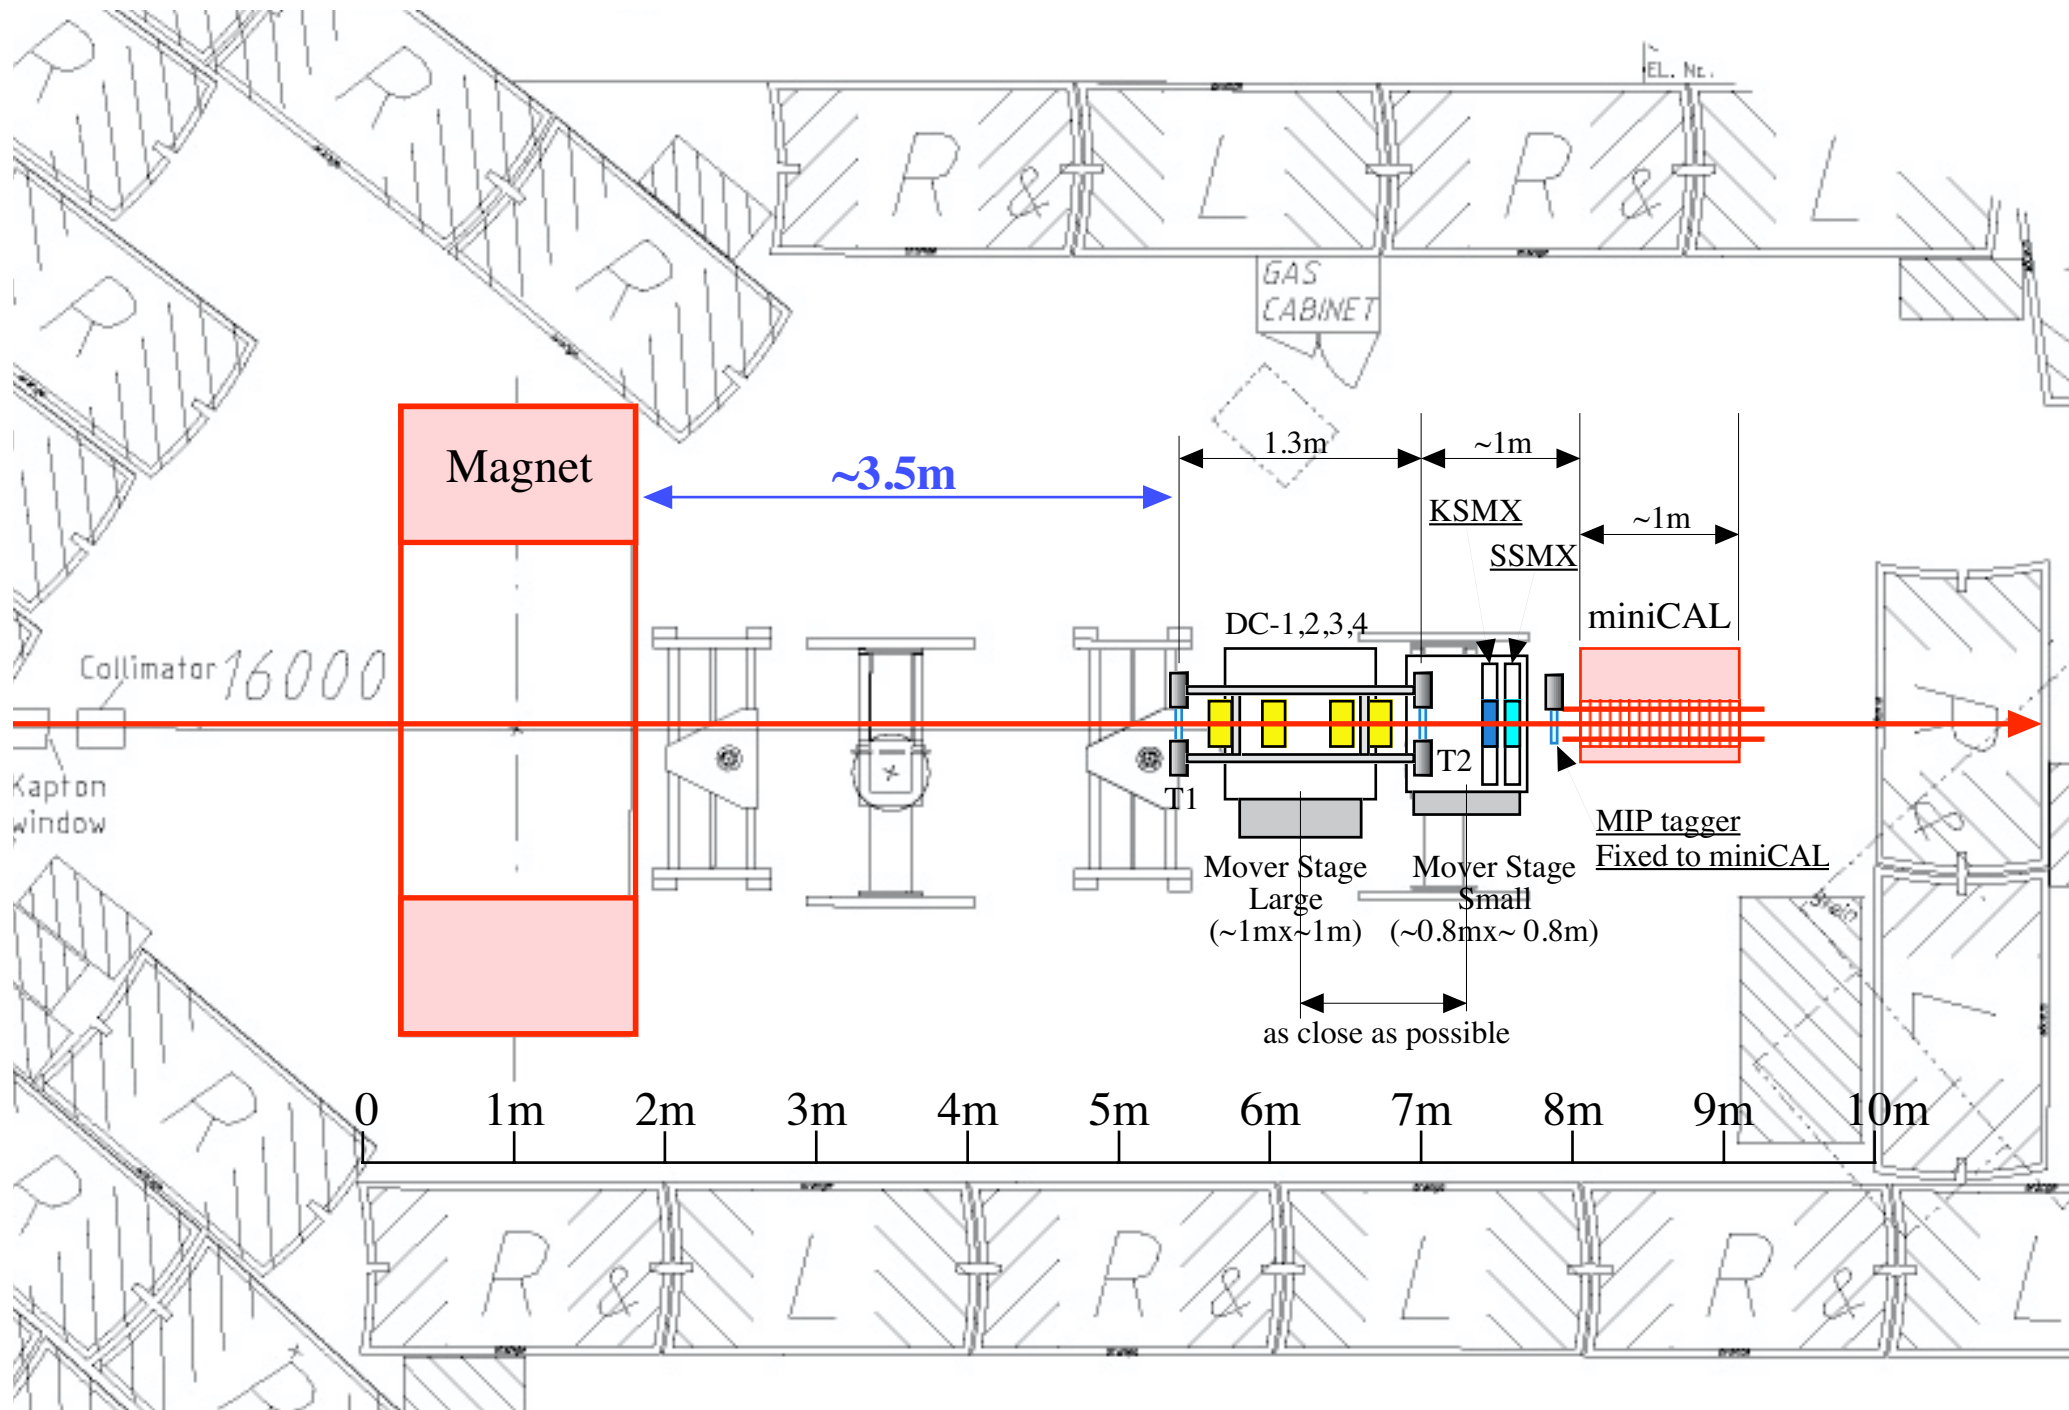 R
R
R
EL. NE.
R & L R & L
GAS
CABINET
R
Magnet
~3.5m
1.3m
~1m
KSMX
~1m
SSMX
DC-1,2,3,4
miniCAL
Collimator 16000
Kapton
window
T1
T2
MIP tagger
Fixed to miniCAL
Mover Stage
Large
(~1mx~1m)
Mover Stage
Small
(~0.8mx~ 0.8m)
as close as possible
0 1m 2m 3m 4m 5m 6m 7m 8m 9m 10m
R
R
R & L R & L R & L